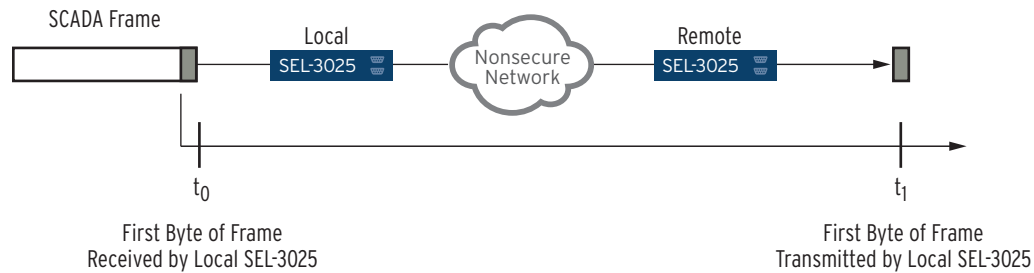 SCADA Frame
Local
Remote
SEL-3025
Nonsecure
Network
SEL-3025
t0
t1
First Byte of Frame
Received by Local SEL-3025
First Byte of Frame
Transmitted by Local SEL-3025